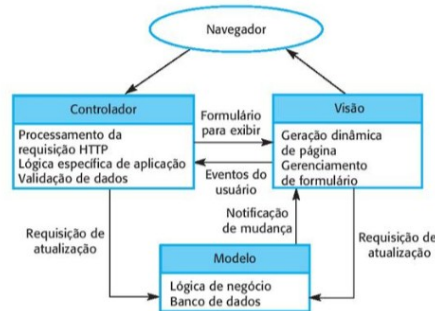 Navegador
Controlador
Processamento da
requisição HTTP
Lógica específica de aplicação
Validação de dados
Formulário
para exibir
Eventos do
usuário
Visão
Geração dinâmica
de página
Gerenciamento
de formulário
Requisição de
atualização
Notificação
de mudança
Requisição de
atualização
Modelo
Lógica de negócio
Banco de dados